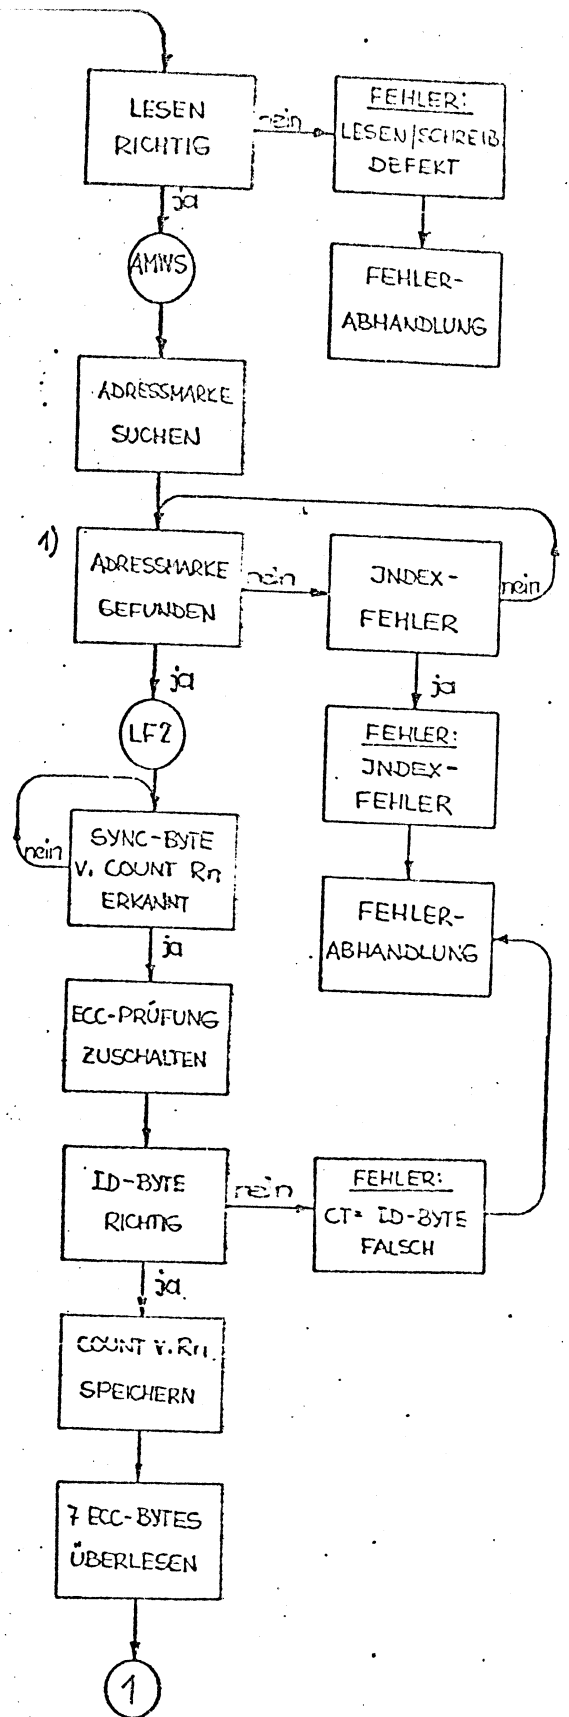 LESEN
RICHTIG
nein
FEHLER:
LESEN/SCHREIB.
DEFEKT
ja
AMWS
FEHLER-
ABHANDLUNG
ADRESSMARKE
SUCHEN
1)
ADRESSMARKE
GEFUNDEN
nein
INDEX-
FEHLER
nein
ja
ja
LF2
FEHLER:
INDEX-
FEHLER
nein
SYNC-BYTE
V. COUNT Rn
ERKANNT
FEHLER-
ABHANDLUNG
ja
ECC-PRÜFUNG
ZUSCHALTEN
ID-BYTE
RICHTIG
nein
FEHLER:
CT= ID-BYTE
FALSCH
ja
COUNT V. Rn
SPEICHERN
7 ECC-BYTES
ÜBERLESEN
1